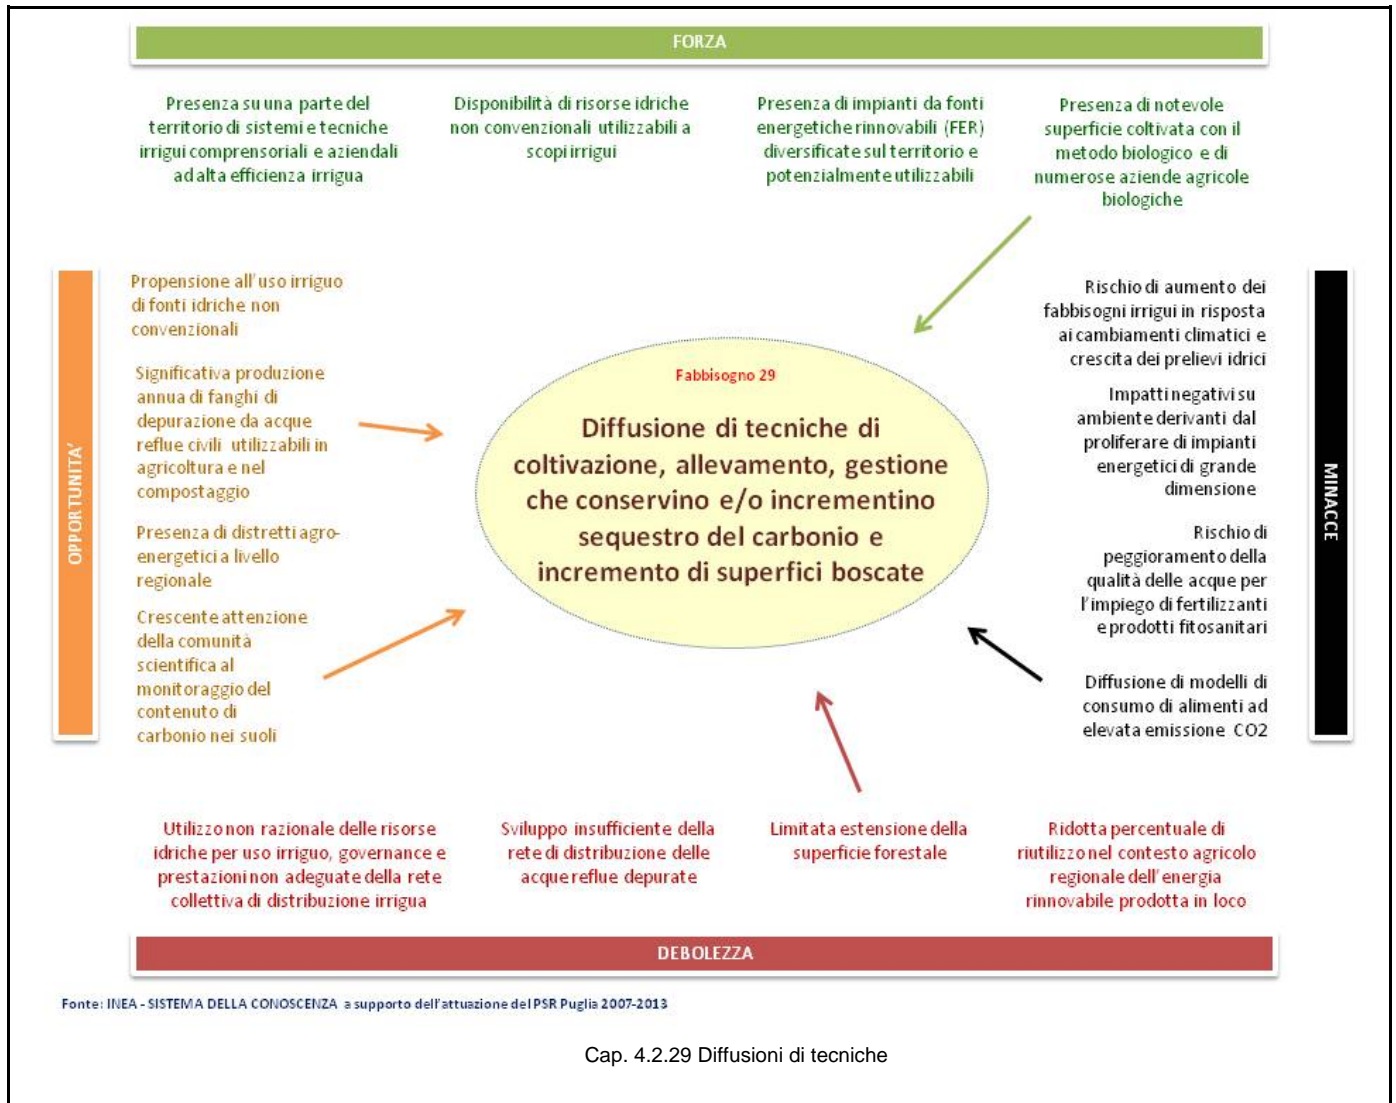 FORZA
Presenza su una parte del
territorio di sistemi e tecniche
irrigui comprensoriali e aziendali
ad alta efficienza irrigua
Disponibilità di risorse idriche
non convenzionali utilizzabili a
scopi irrigui
Presenza di impianti da fonti
energetiche rinnovabili (FER)
diversificate sul territorio e
potenzialmente utilizzabili
Presenza di notevole
superficie coltivata con il
metodo biologico e di
numerose aziende agricole
biologiche
OPPORTUNITA'
Propensione all'uso irriguo
di fonti idriche non
convenzionali
Significativa produzione
annua di fanghi di
depurazione da acque
reflue civili utilizzabili in
agricoltura e nel
compostaggio
Presenza di distretti agro-
energetici a livello
regionale
Crescente attenzione
della comunità
scientifica al
monitoraggio del
contenuto di
carbonio nei suoli
Fabbisogno 29
Diffusione di tecniche di
coltivazione, allevamento, gestione
che conservino e/o incrementino
sequestro del carbonio e
incremento di superfici boscate
Rischio di aumento dei
fabbisogni irrigui in risposta
ai cambiamenti climatici e
crescita dei prelievi idrici
Impatti negativi su
ambiente derivanti dal
proliferare di impianti
energetici di grande
dimensione
Rischio di
peggioramento della
qualità delle acque per
l'impiego di fertilizzanti
e prodotti fitosanitari
Diffusione di modelli di
consumo di alimenti ad
elevata emissione CO2
MINACCE
Utilizzo non razionale delle risorse
idriche per uso irriguo, governance e
prestazioni non adeguate della rete
collettiva di distribuzione irrigua
Sviluppo insufficiente della
rete di distribuzione delle
acque reflue depurate
Limitata estensione della
superficie forestale
Ridotta percentuale di
riutilizzo nel contesto agricolo
regionale dell'energia
rinnovabile prodotta in loco
DEBOLEZZA
Fonte: INEA - SISTEMA DELLA CONOSCENZA a supporto dell'attuazione del PSR Puglia 2007-2013
Cap. 4.2.29 Diffusioni di tecniche